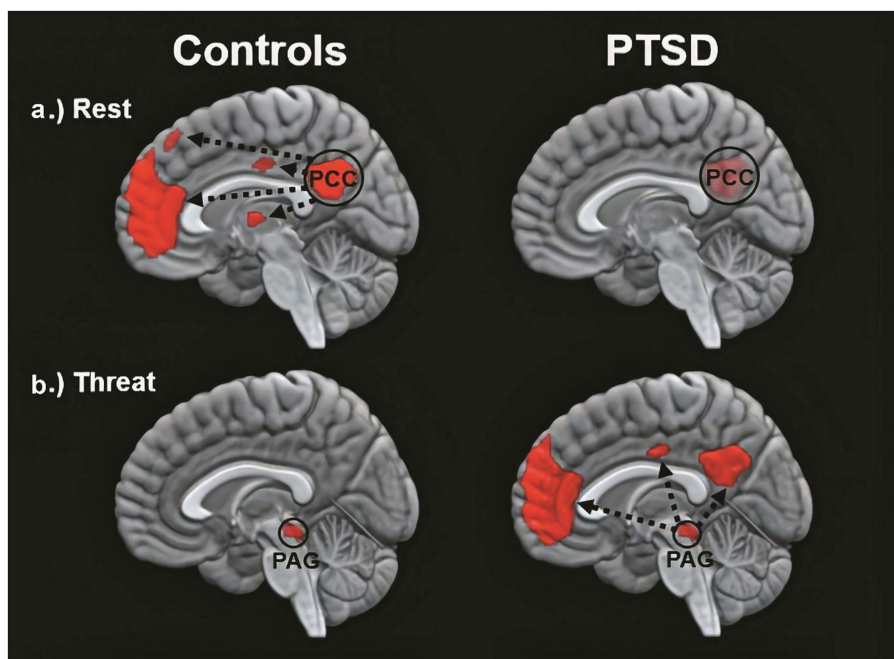 Controls PTSD
a.) Rest
PCC PCC
b.) Threat
PAG PAG